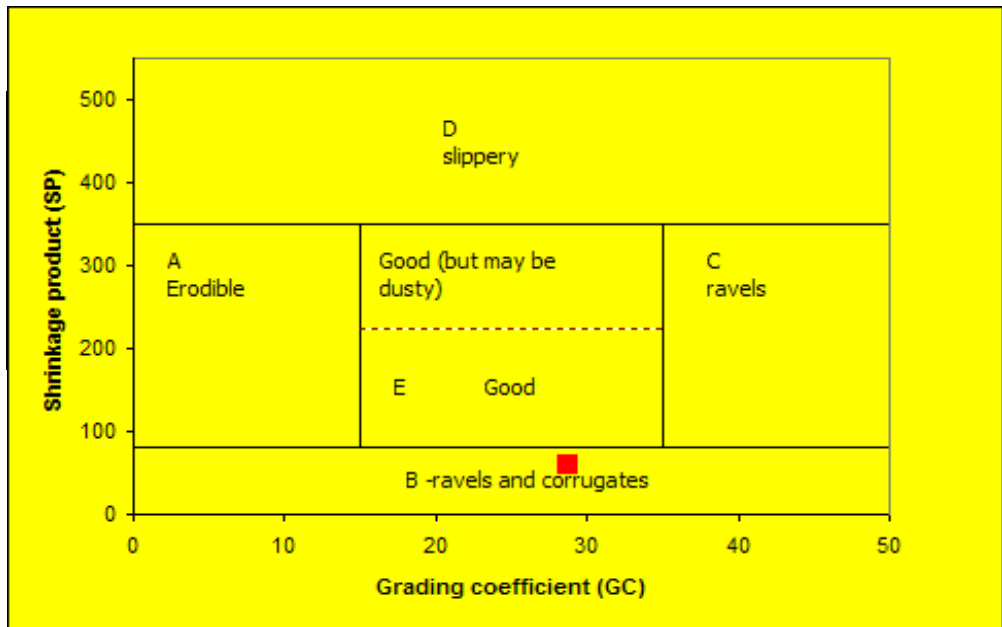 Shrinkage product (SP)
500
400
300
200
100
0
D
slippery
A
Erodible
Good (but may be
dusty)
C
ravels
E Good
B -ravels and corrugates
0 10 20 30 40 50
Grading coefficient (GC)